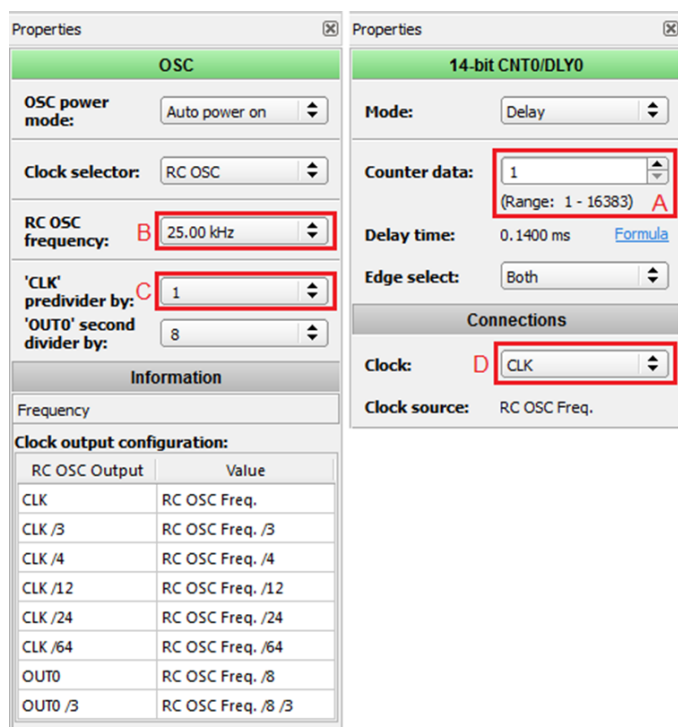 Properties
OSC
OSC power mode:
Auto power on
Clock selector:
RC OSC
RC OSC frequency:
B
25.00 kHz
'CLK' predivider by:
C
1
'OUT0' second divider by:
8
Information
Frequency
Clock output configuration:
RC OSC Output Value
CLK RC OSC Freq.
CLK /3 RC OSC Freq. /3
CLK /4 RC OSC Freq. /4
CLK /12 RC OSC Freq. /12
CLK /24 RC OSC Freq. /24
CLK /64 RC OSC Freq. /64
OUT0 RC OSC Freq. /8
OUT0 /3 RC OSC Freq. /8 /3
Properties
14-bit CNT0/DLY0
Mode: Delay
Counter data: 1
(Range: 1 - 16383) A
Delay time: 0.1400 ms Formula
Edge select: Both
Connections
Clock: D CLK
Clock source: RC OSC Freq.